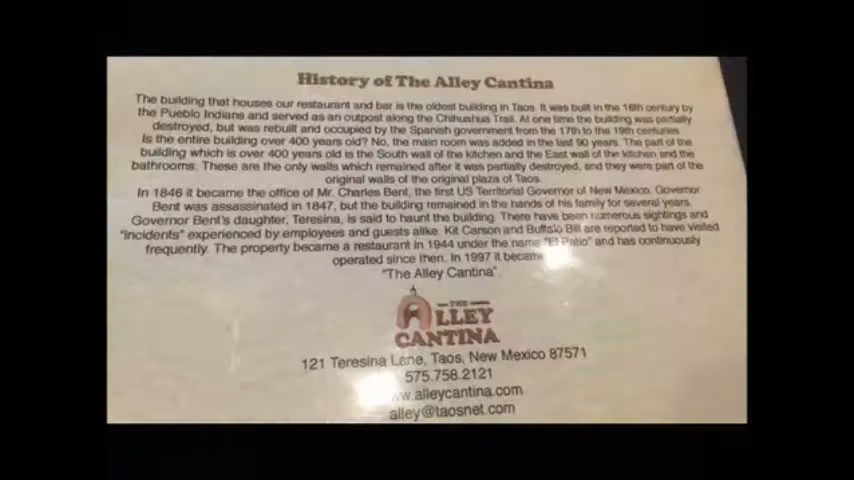 History of The Alley Cantina
The building that houses our restaurant and bar is the oldest building in Taos. It was built in the 16th century by
the Pueblo Indians and served as an outpost along the Chihuahua Trail. At one time the building was partially
destroyed, but was rebuilt and occupied by the Spanish government from the 17th to the 19th centuries
Is the entire building over 400 years old? No, the main room was added in the last 90 years. The part of the
building which is over 400 years old is the South wall of the kitchen and the East wall of the kitchen and the
bathrooms. These are the only walls which remained after it was partially destroyed, and they were part of the
original walls of the original plaza of Taos.
In 1846 it became the office of Mr. Charles Bent, the first US Territorial Governor of New Mexico. Governor
Bent was assassinated in 1847, but the building remained in the hands of his family for several years.
Governor Bent's daughter, Teresina, is said to haunt the building. There have been numerous sightings and
"incidents" experienced by employees and guests alike. Kit Carson and Buffalo Bill are reported to have visited
frequently. The property became a restaurant in 1944 under the name "El Patio" and has continuously
operated since then. In 1997 it became
"The Alley Cantina".
THE
ALLEY
CANTINA
121 Teresina Lane, Taos, New Mexico 87571
575.758.2121
w.alleycantina.com
alley@taosnet.com